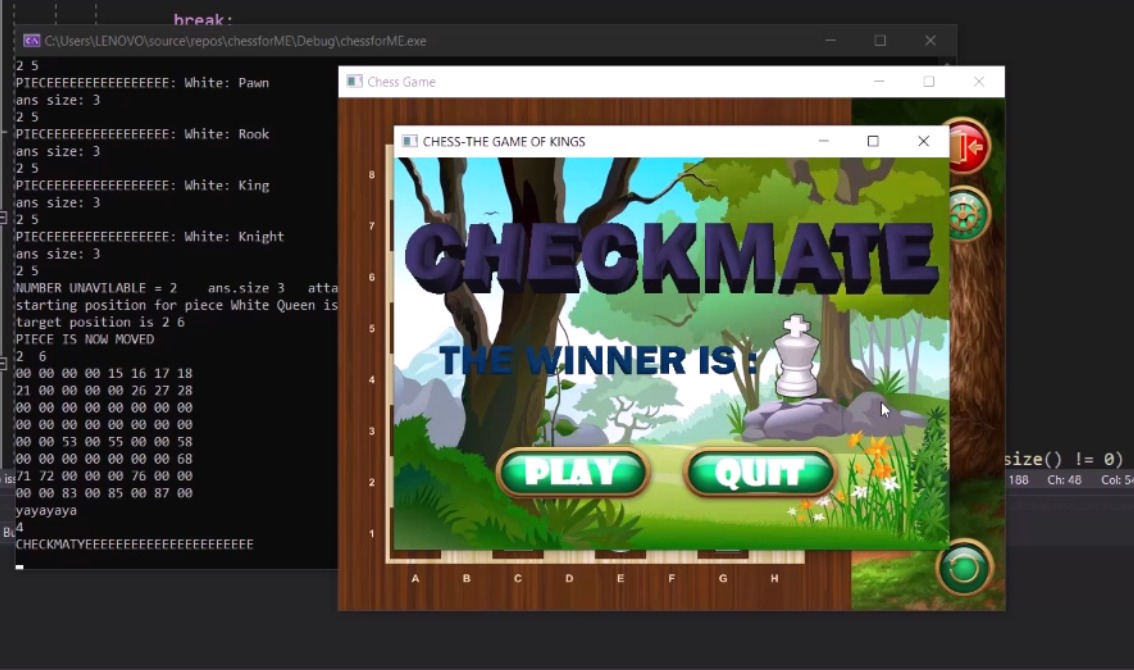 break;
C:\Users\LENOVO\source\repos\chessforME\Debug\chessforME.exe
2 5
PIECEEEEEEEEEEEEEEEEE: White: Pawn
ans size: 3
2 5
PIECEEEEEEEEEEEEEEEEE: White: Rook
ans size: 3
2 5
PIECEEEEEEEEEEEEEEEEE: White: King
ans size: 3
2 5
PIECEEEEEEEEEEEEEEEEE: White: Knight
ans size: 3
2 5
NUMBER UNAVILABLE = 2 ans.size 3 atta
starting position for piece White Queen is
target position is 2 6
PIECE IS NOW MOVED
2 6
00 00 00 00 15 16 17 18
21 00 00 00 00 26 27 28
00 00 00 00 00 00 00 00
00 00 00 00 00 00 00 00
00 00 53 00 55 00 00 58
00 00 00 00 00 00 00 68
71 72 00 00 00 76 00 00
00 00 83 00 85 00 87 00
yayayaya
4
CHECKMATYEEEEEEEEEEEEEEEEEEEEEE
Chess Game
CHESS-THE GAME OF KINGS
CHECKMATE
THE WINNER IS :
PLAY QUIT
8
7
6
5
4
3
2
1
A B C D E F G H
size() != 0)
188 Ch: 48 Col: 54